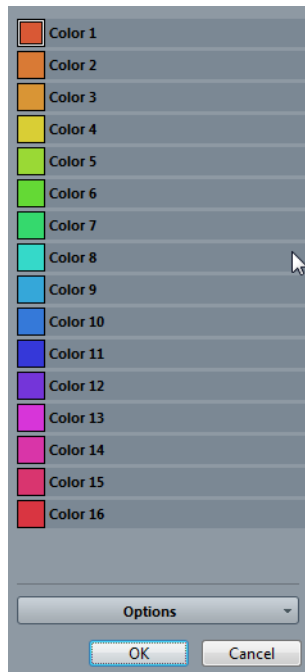 Color 1
Color 2
Color 3
Color 4
Color 5
Color 6
Color 7
Color 8
Color 9
Color 10
Color 11
Color 12
Color 13
Color 14
Color 15
Color 16
Options
OK Cancel